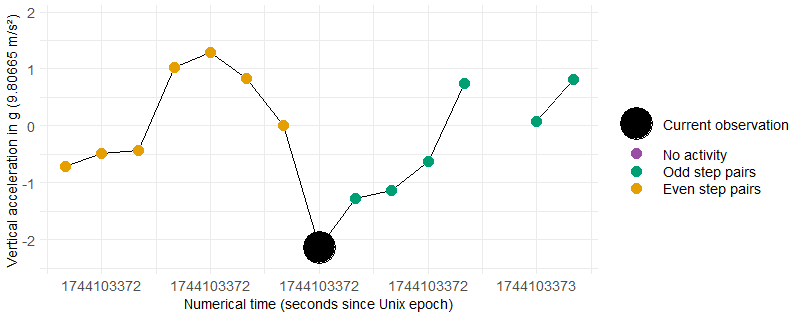 Vertical acceleration in g (9.80665 m/s²)
2
1
0
-1
-2
1744103372 1744103372 1744103372 1744103372 1744103373
Numerical time (seconds since Unix epoch)
Current observation
No activity
Odd step pairs
Even step pairs